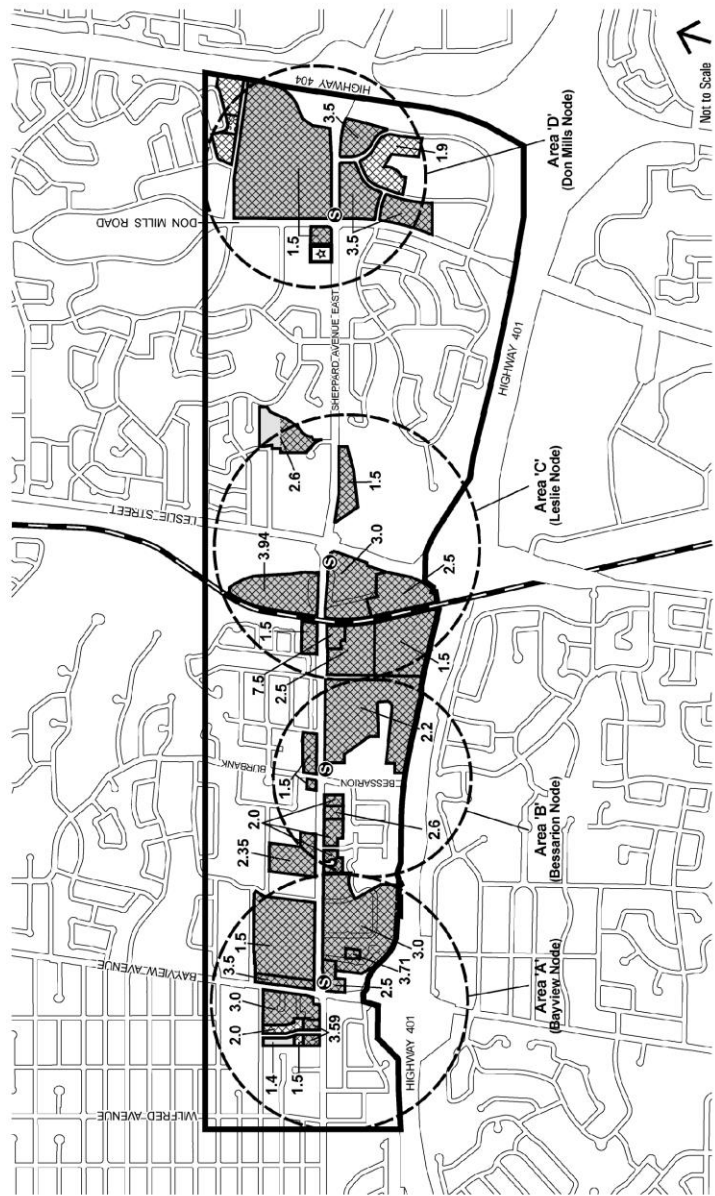 WILFRED AVENUE
BAYVIEW AVENUE
BURBANK
BESSARION
LESLIE STREET
DON MILLS ROAD
SHEPPARD AVENUE EAST
HIGHWAY 404
HIGHWAY 401
HIGHWAY 401
1.4
1.5
2.0
3.0
3.59
3.5
1.5
2.5
3.71
3.0
2.35
2.0
2.6
1.5
2.2
7.5
2.5
1.5
1.5
3.94
3.0
2.5
2.6
1.5
1.5
3.5
3.5
1.9
S
S
S
S
Area 'A'
(Bayview Node)
Area 'B'
(Bessarion Node)
Area 'C'
(Leslie Node)
Area 'D'
(Don Mills Node)
Not to Scale